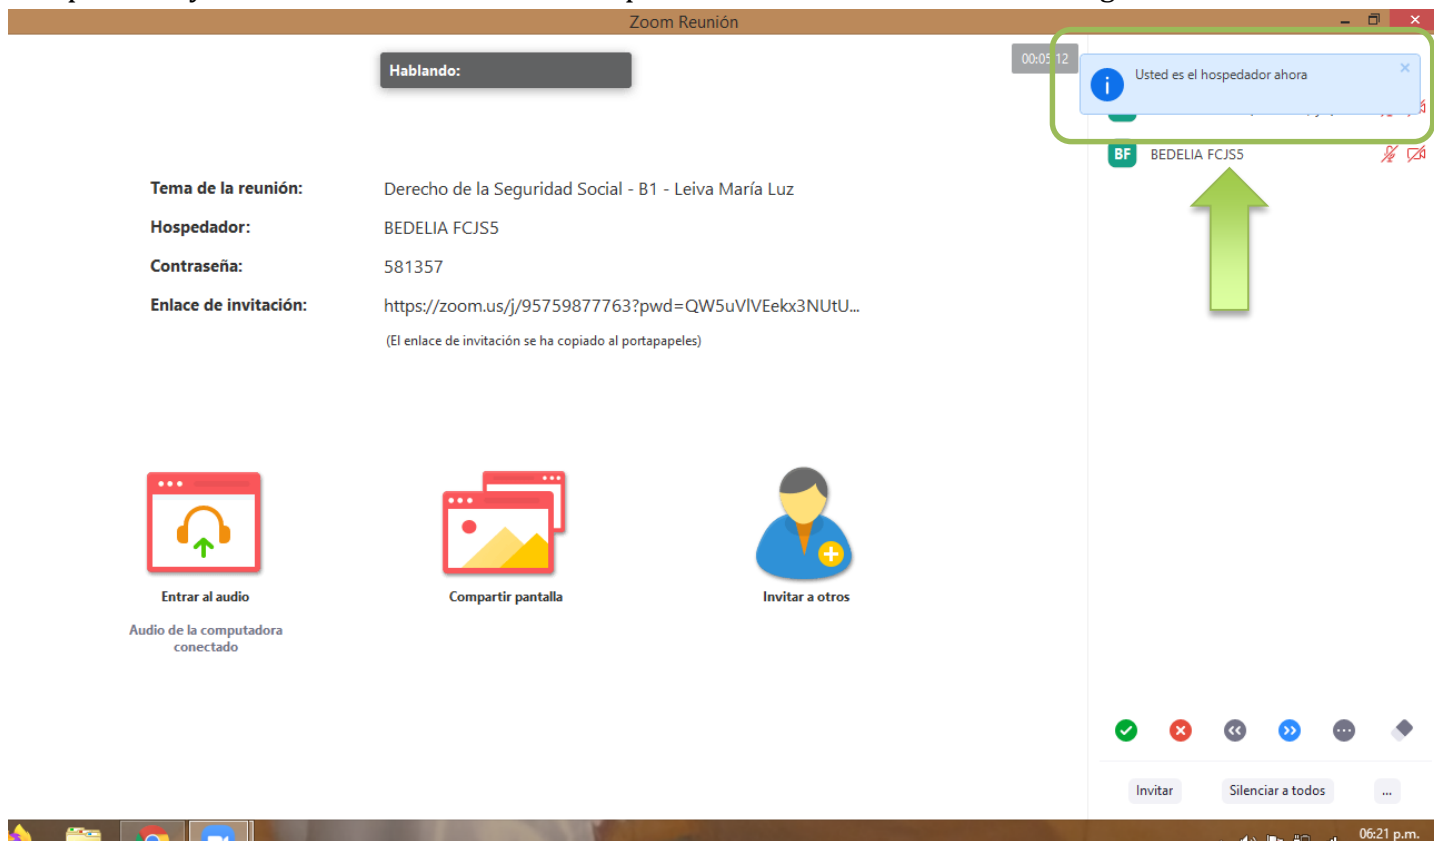 Zoom Reunión
Hablando:
00:05:12
Usted es el hospedador ahora
BF BEDELIA FCJS5
Tema de la reunión: Derecho de la Seguridad Social - B1 - Leiva María Luz
Hospedador: BEDELIA FCJS5
Contraseña: 581357
Enlace de invitación: https://zoom.us/j/95759877763?pwd=QW5uVlVEekx3NUtU...
(El enlace de invitación se ha copiado al portapapeles)
Entrar al audio
Compartir pantalla
Invitar a otros
Audio de la computadora
conectado
Invitar
Silenciar a todos
...
06:21 p.m.